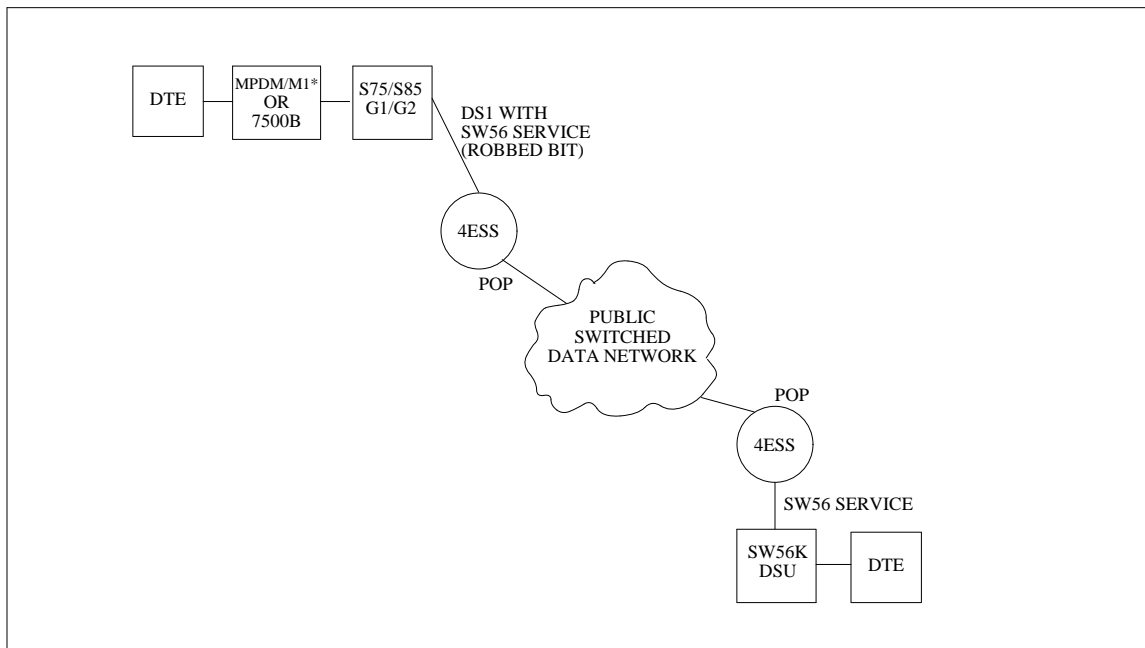 DTE
MPDM/M1*
OR
7500B
S75/S85
G1/G2
DS1 WITH
SW56 SERVICE
(ROBBED BIT)
4ESS
POP
PUBLIC
SWITCHED
DATA NETWORK
POP
4ESS
SW56 SERVICE
SW56K
DSU
DTE